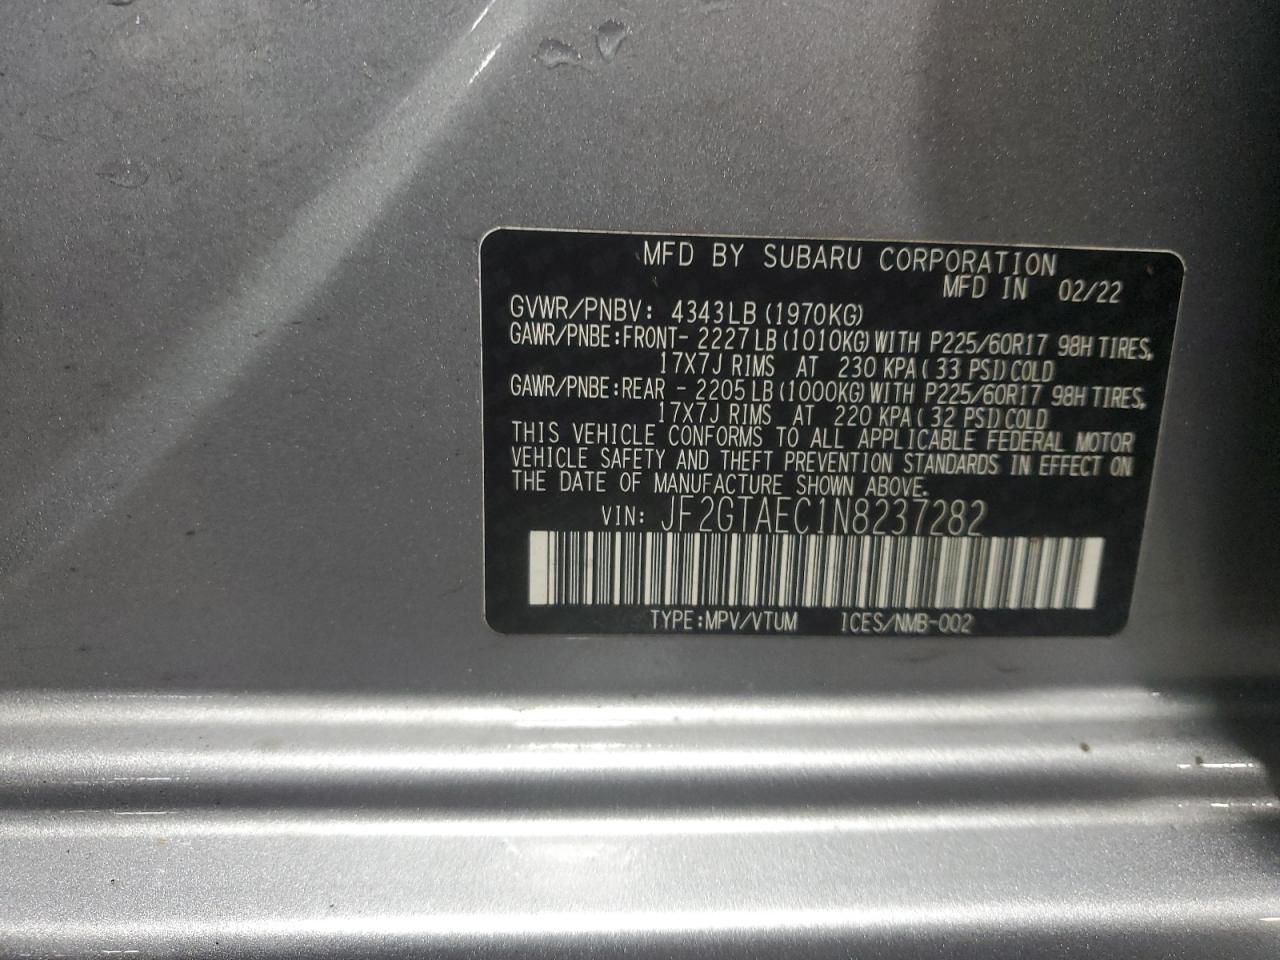 MFD BY SUBARU CORPORATION
MFD IN 02/22
GVWR/PNBV: 4343LB (1970KG)
GAWR/PNBE:FRONT- 2227LB (1010KG) WITH P225/60R17 98H TIRES,
17X7J RIMS AT 230 KPA (33 PSI) COLD
GAWR/PNBE:REAR - 2205LB (1000KG) WITH P225/60R17 98H TIRES,
17X7J RIMS AT 220 KPA (32 PSI) COLD
THIS VEHICLE CONFORMS TO ALL APPLICABLE FEDERAL MOTOR
VEHICLE SAFETY AND THEFT PREVENTION STANDARDS IN EFFECT ON
THE DATE OF MANUFACTURE SHOWN ABOVE.
VIN: JF2GTAEC1N8237282
TYPE:MPV/VTUM ICES/NMB-002